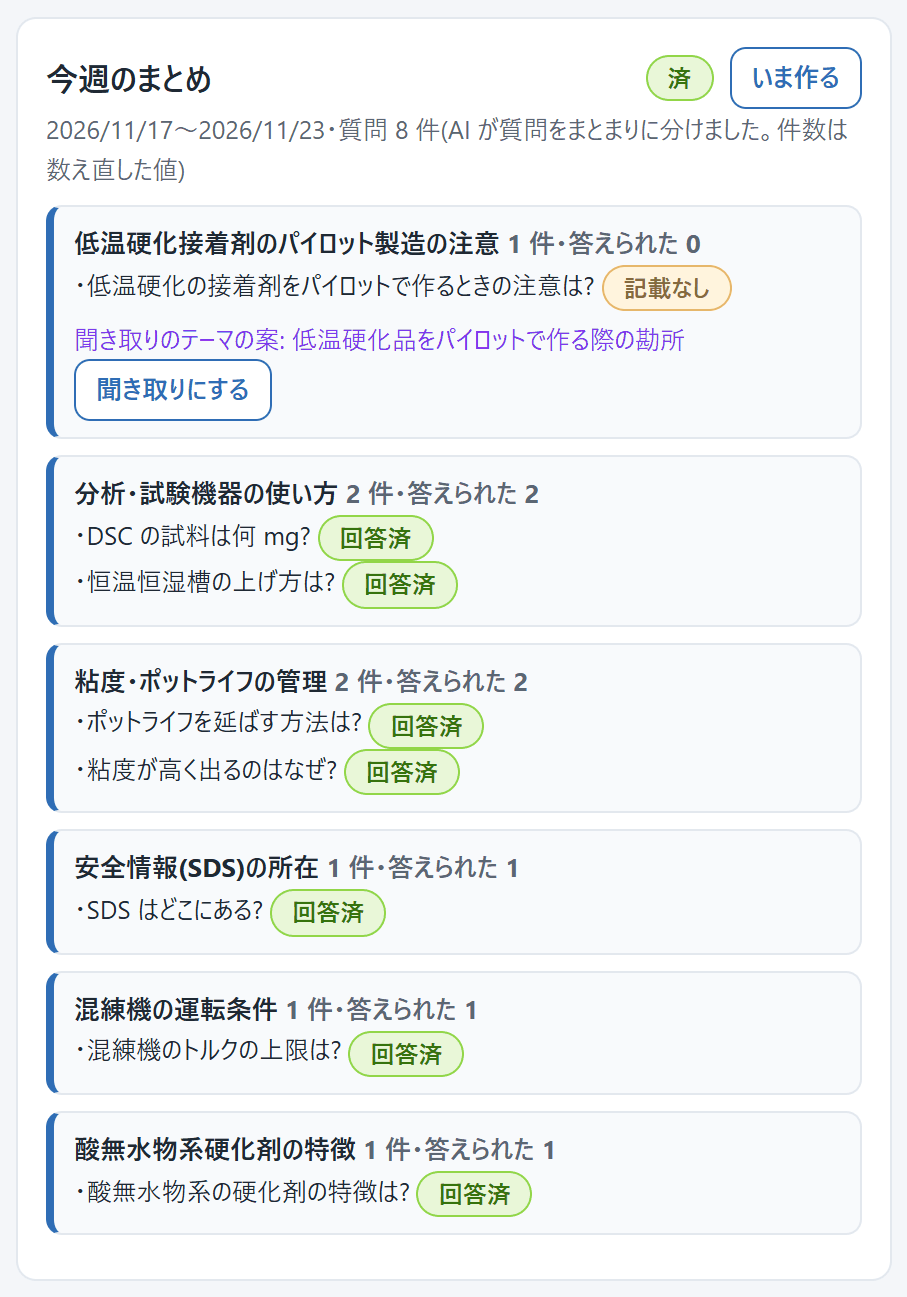 今週のまとめ 済 いま作る
2026/11/17～2026/11/23・質問 8 件(AI が質問をまとまりに分けました。件数は
数え直した値)
低温硬化接着剤のパイロット製造の注意 1 件・答えられた 0
・低温硬化の接着剤をパイロットで作るときの注意は? 記載なし
聞き取りのテーマの案: 低温硬化品をパイロットで作る際の勘所
聞き取りにする
分析・試験機器の使い方 2 件・答えられた 2
・DSC の試料は何 mg? 回答済
・恒温恒湿槽の上げ方は? 回答済
粘度・ポットライフの管理 2 件・答えられた 2
・ポットライフを延ばす方法は? 回答済
・粘度が高く出るのはなぜ? 回答済
安全情報(SDS)の所在 1 件・答えられた 1
・SDS はどこにある? 回答済
混練機の運転条件 1 件・答えられた 1
・混練機のトルクの上限は? 回答済
酸無水物系硬化剤の特徴 1 件・答えられた 1
・酸無水物系の硬化剤の特徴は? 回答済